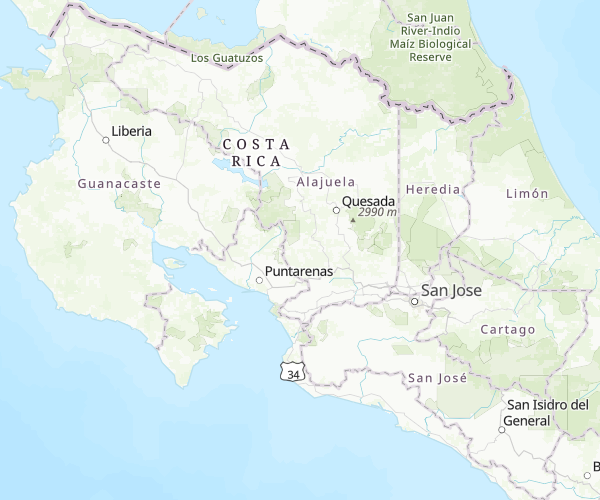 San Juan
River-Indio
Maíz Biological
Reserve
Los Guatuzos
Liberia
COSTA
RICA
Guanacaste
Alajuela
Heredia
Limón
Quesada
2990 m
Puntarenas
San Jose
Cartago
34
San José
San Isidro del
General
B